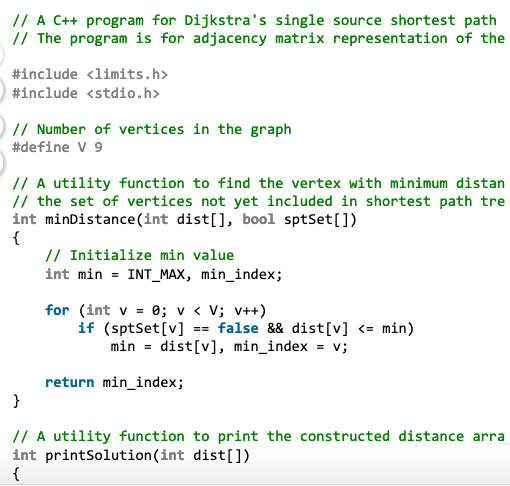 // A C++ program for Dijkstra's single source shortest path
// The program is for adjacency matrix representation of the

#include <limits.h>
#include <stdio.h>

// Number of vertices in the graph
#define V 9

// A utility function to find the vertex with minimum distan
// the set of vertices not yet included in shortest path tre
int minDistance(int dist[], bool sptSet[])
{
    // Initialize min value
    int min = INT_MAX, min_index;

    for (int v = 0; v < V; v++)
        if (sptSet[v] == false && dist[v] <= min)
            min = dist[v], min_index = v;

    return min_index;
}

// A utility function to print the constructed distance arra
int printSolution(int dist[])
{